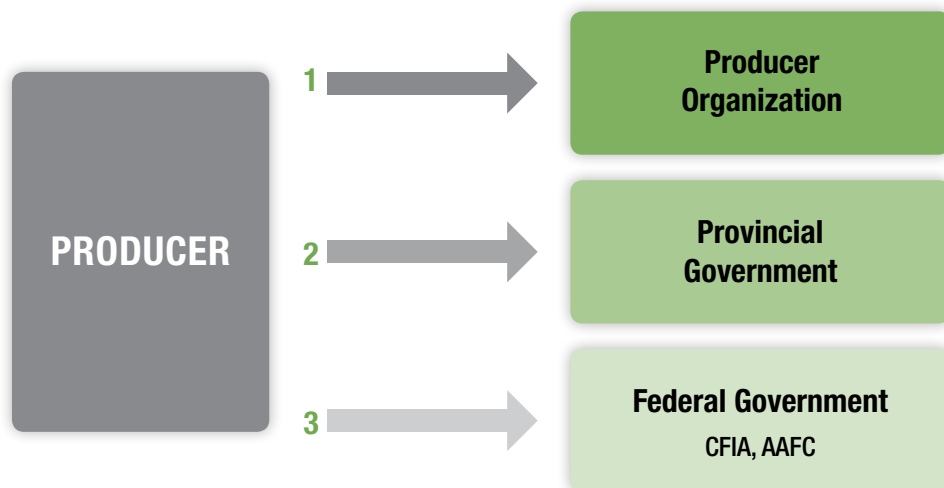 PRODUCER
1
Producer
Organization
2
Provincial
Government
3
Federal Government
CFIA, AAFC